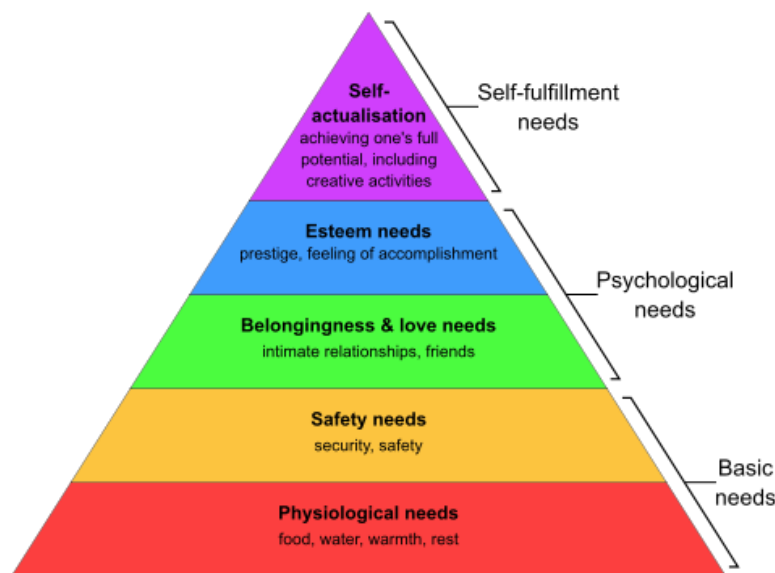 Self-
actualisation
achieving one's full
potential, including
creative activities
Self-fulfillment
needs
Esteem needs
prestige, feeling of accomplishment
Psychological
needs
Belongingness & love needs
intimate relationships, friends
Safety needs
security, safety
Basic
needs
Physiological needs
food, water, warmth, rest